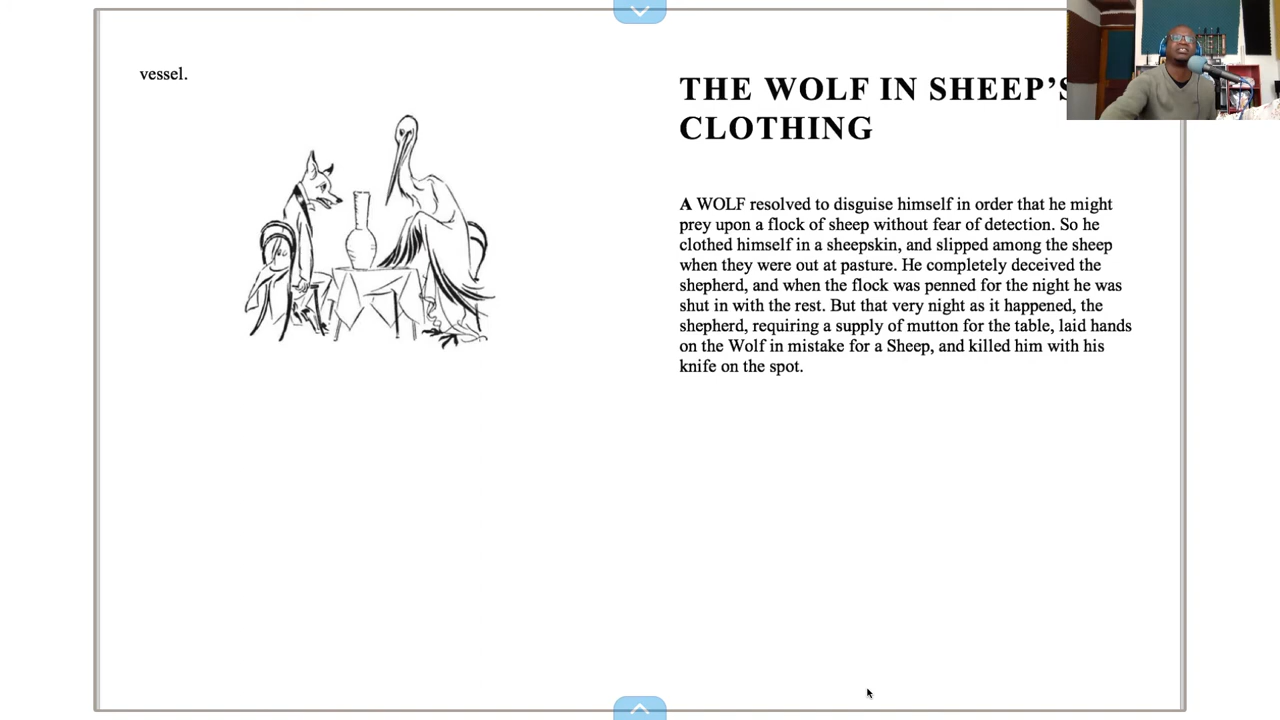 vessel.
THE WOLF IN SHEEP’S
CLOTHING
A WOLF resolved to disguise himself in order that he might
prey upon a flock of sheep without fear of detection. So he
clothed himself in a sheepskin, and slipped among the sheep
when they were out at pasture. He completely deceived the
shepherd, and when the flock was penned for the night he was
shut in with the rest. But that very night as it happened, the
shepherd, requiring a supply of mutton for the table, laid hands
on the Wolf in mistake for a Sheep, and killed him with his
knife on the spot.